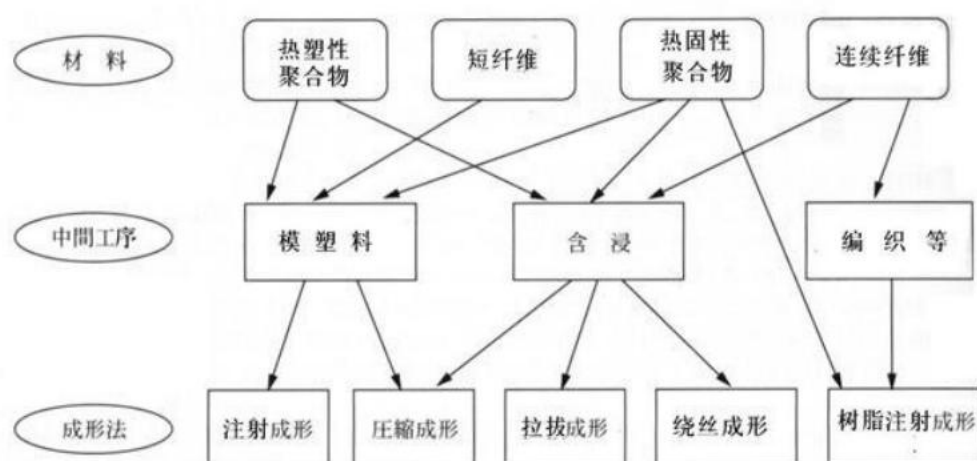 材料
热塑性
聚合物
短纤维
热固性
聚合物
连续纤维
中間工序
模塑料
含浸
编织等
成形法
注射成形
圧縮成形
拉拔成形
绕丝成形
树脂注射成形